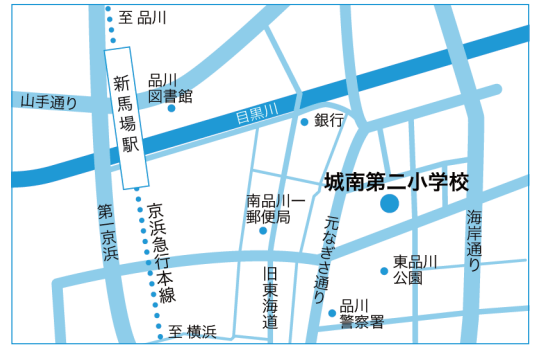 至 品川
新馬場駅
品川
図書館
山手通り
目黒川
銀行
城南第二小学校
南品川一
郵便局
第一京浜
京浜急行本線
元なぎさ通り
海岸通り
東品川
公園
旧東海道
品川
警察署
至 横浜